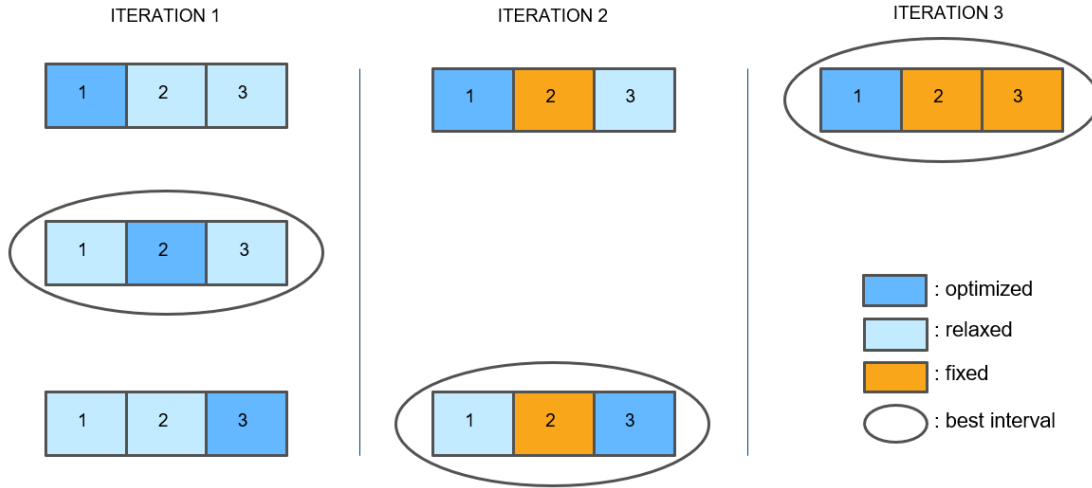 ITERATION 1
ITERATION 2
ITERATION 3
1 2 3
1 2 3
1 2 3
1 2 3
1 2 3
1 2 3
: optimized
: relaxed
: fixed
: best interval